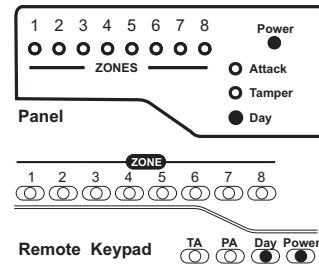 1 2 3 4 5 6 7 8
Power
ZONES
Attack
Tamper
Day
Panel
ZONE
1 2 3 4 5 6 7 8
Remote Keypad
TA PA Day Power